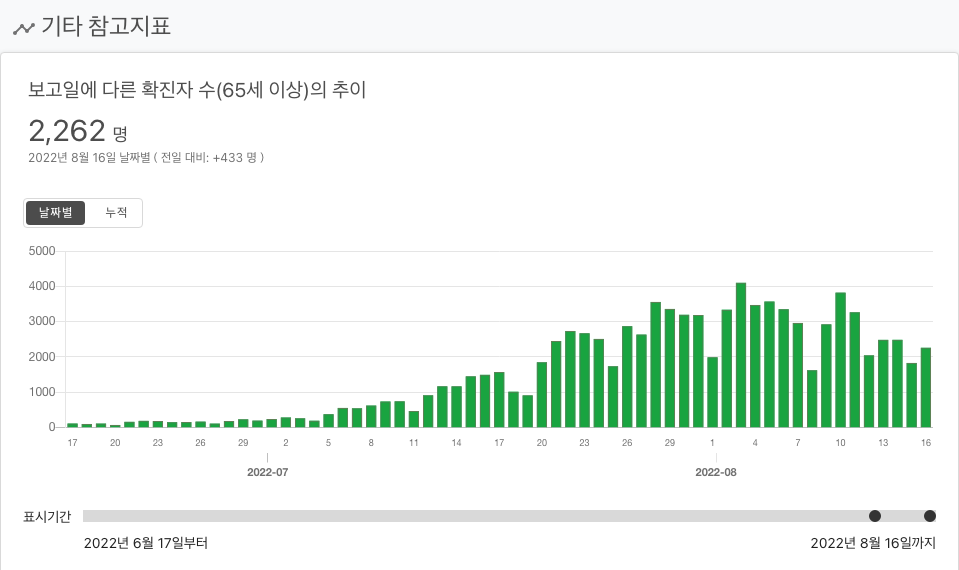 기타 참고지표
보고일에 다른 확진자 수(65세 이상)의 추이
2,262 명
2022년 8월 16일 날짜별 ( 전일 대비: +433 명 )
날짜별 누적
5000
4000
3000
2000
1000
0
17 20 23 26 29 2 5 8 11 14 17 20 23 26 29 1 4 7 10 13 16
2022-07 2022-08
표시기간
2022년 6월 17일부터 2022년 8월 16일까지